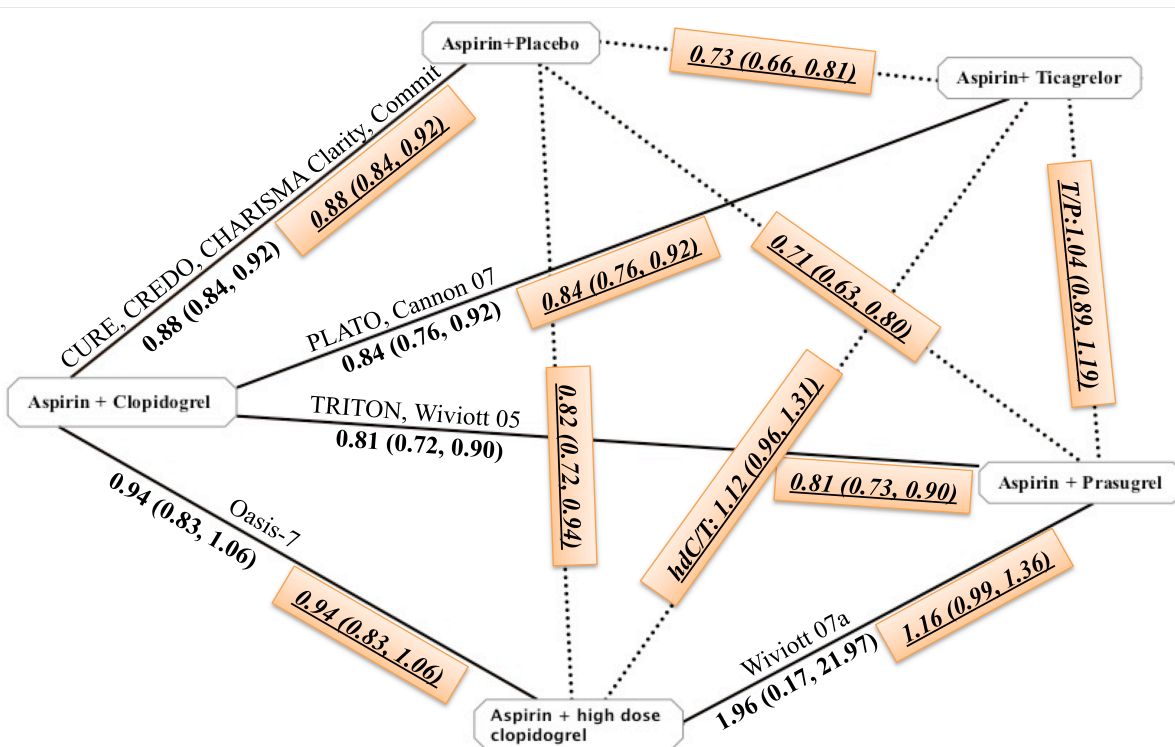 Aspirin+Placebo
0.73 (0.66, 0.81)
Aspirin+ Ticagrelor
CURE, CREDO, CHARISMA Clarity, Commit
0.88 (0.84, 0.92)
0.88 (0.84, 0.92)
T/P:1.04 (0.89, 1.19)
PLATO, Cannon 07
0.84 (0.76, 0.92)
0.84 (0.76, 0.92)
0.71 (0.63, 0.80)
Aspirin + Clopidogrel
TRITON, Wiviott 05
0.81 (0.72, 0.90)
0.82 (0.72, 0.94)
hdC/T: 1.12 (0.96, 1.31)
0.81 (0.73, 0.90)
Aspirin + Prasugrel
Oasis-7
0.94 (0.83, 1.06)
0.94 (0.83, 1.06)
Wiviott 07a
1.96 (0.17, 21.97)
1.16 (0.99, 1.36)
Aspirin + high dose
clopidogrel